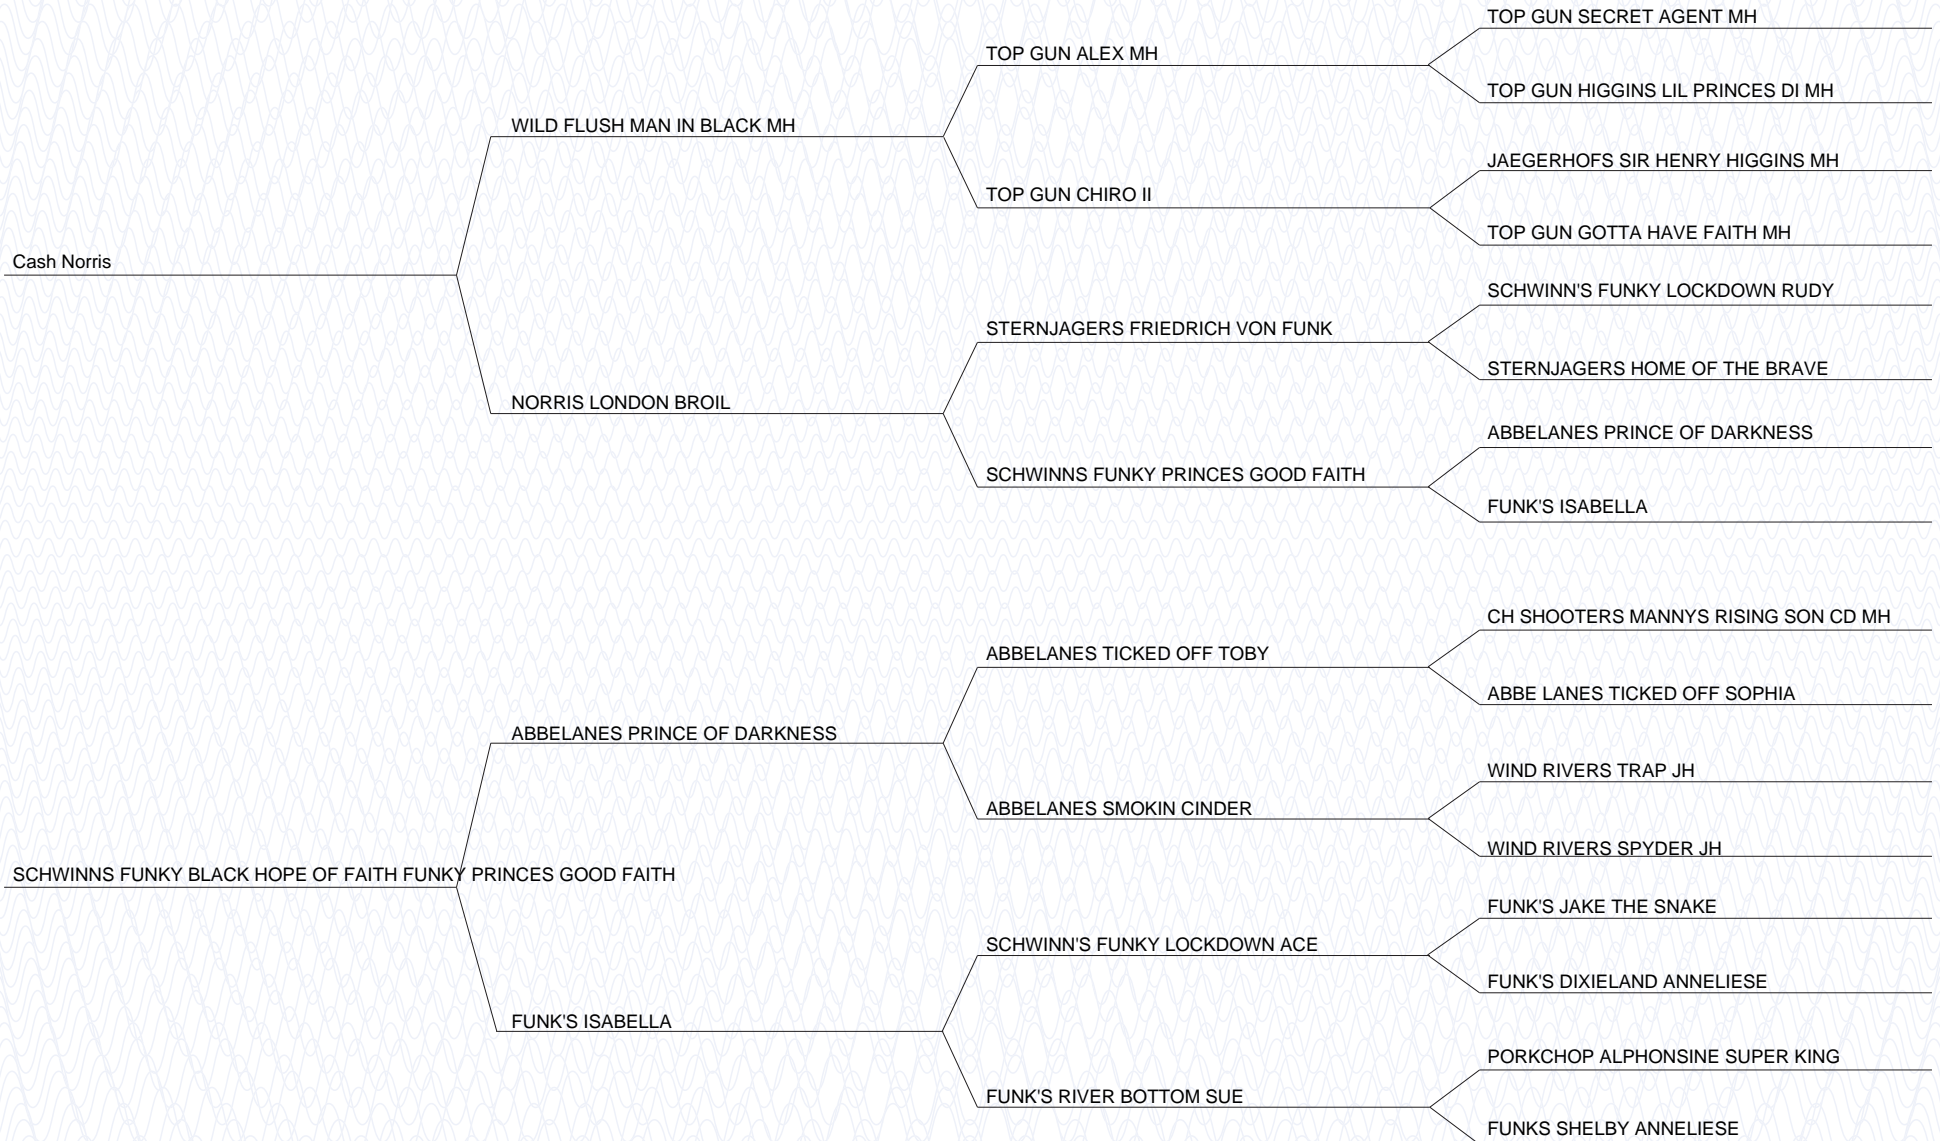 TOP GUN SECRET AGENT MH
TOP GUN ALEX MH
TOP GUN HIGGINS LIL PRINCES DI MH
WILD FLUSH MAN IN BLACK MH
JAEGERHOFS SIR HENRY HIGGINS MH
TOP GUN CHIRO II
TOP GUN GOTTA HAVE FAITH MH
Cash Norris
SCHWINN'S FUNKY LOCKDOWN RUDY
STERNJAGERS FRIEDRICH VON FUNK
STERNJAGERS HOME OF THE BRAVE
NORRIS LONDON BROIL
ABBELANES PRINCE OF DARKNESS
SCHWINNS FUNKY PRINCES GOOD FAITH
FUNK'S ISABELLA
CH SHOOTERS MANNYS RISING SON CD MH
ABBELANES TICKED OFF TOBY
ABBE LANES TICKED OFF SOPHIA
ABBELANES PRINCE OF DARKNESS
WIND RIVERS TRAP JH
ABBELANES SMOKIN CINDER
WIND RIVERS SPYDER JH
SCHWINNS FUNKY BLACK HOPE OF FAITH FUNKY PRINCES GOOD FAITH
FUNK'S JAKE THE SNAKE
SCHWINN'S FUNKY LOCKDOWN ACE
FUNK'S DIXIELAND ANNELIESE
FUNK'S ISABELLA
PORKCHOP ALPHONSINE SUPER KING
FUNK'S RIVER BOTTOM SUE
FUNKS SHELBY ANNELIESE